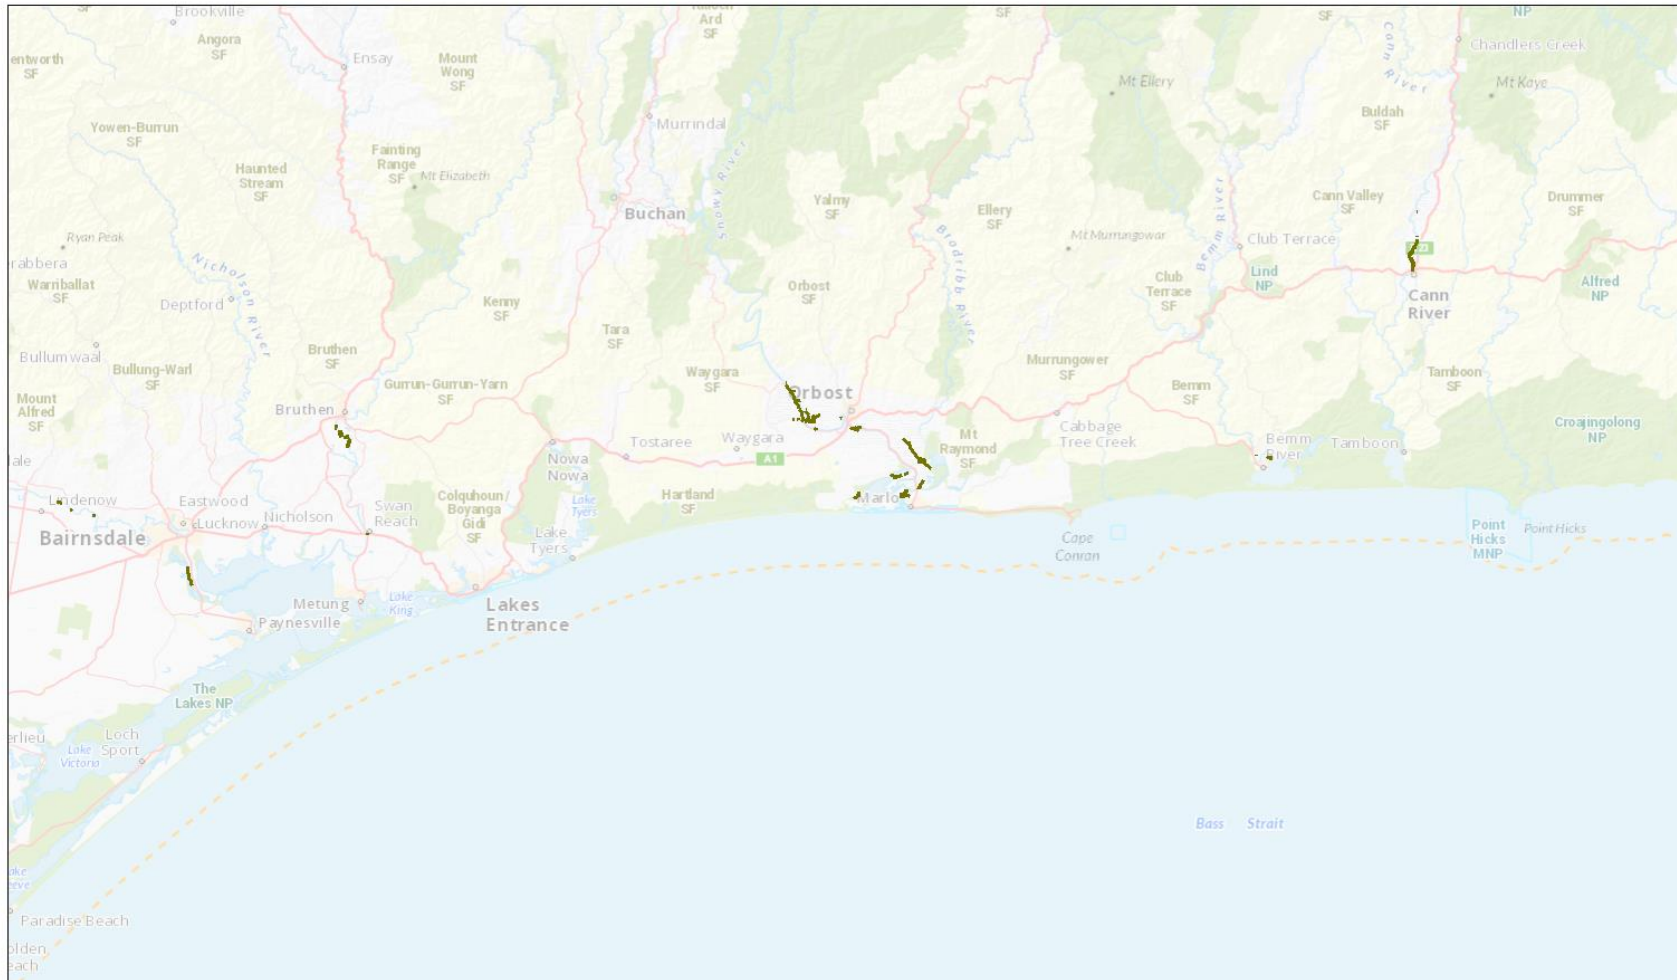 Brookville
Ard
SF
SF
SF
NP
Angora
SF
Ensay
Mount
Wong
SF
Chandlers Creek
SF
Mt Ellery
Cann
River
Mt Kaye
Buldah
SF
Murrindal
Yowen-Burrun
SF
Fainting
Range
SF
Haunted
Stream
SF
Mt Elizabeth
Snowy River
Yalmy
SF
Buchan
Ellery
SF
Bemm River
Cann Valley
SF
Drummer
SF
Ryan Peak
Mt Murrungowar
Club Terrace
Nicholson
River
Brodribb River
Warriballat
SF
Deptford
Kenny
SF
Orbost
SF
Club
Terrace
SF
Lind
NP
Alfred
NP
Cann
River
Tara
SF
Bullumwaal
Bruthen
SF
Bullung-Warl
SF
Gurrun-Gurrun-Yarn
SF
Waygara
SF
Murrungower
SF
Bemm
SF
Tamboon
SF
Mount
Alfred
SF
Bruthen
Orbost
Croajingolong
NP
Tostaree
Waygara
A1
Mt
Raymond
SF
Cabbage
Tree Creek
Bemm
River
Tamboon
Nowa
Nowa
Lindenow
Eastwood
Lucknow
Nicholson
Swan
Reach
Colquhoun/
Boyanga
Gidi
SF
Lake
Tyers
Hartland
SF
Marlo
Bairnsdale
Lake
Tyers
Cape
Conran
Point
Hicks
MNP
Point Hicks
Metung
Lake
King
Paynesville
Lakes
Entrance
The
Lakes NP
Loch
Sport
Lake
Victoria
Bass Strait
Paradise Beach